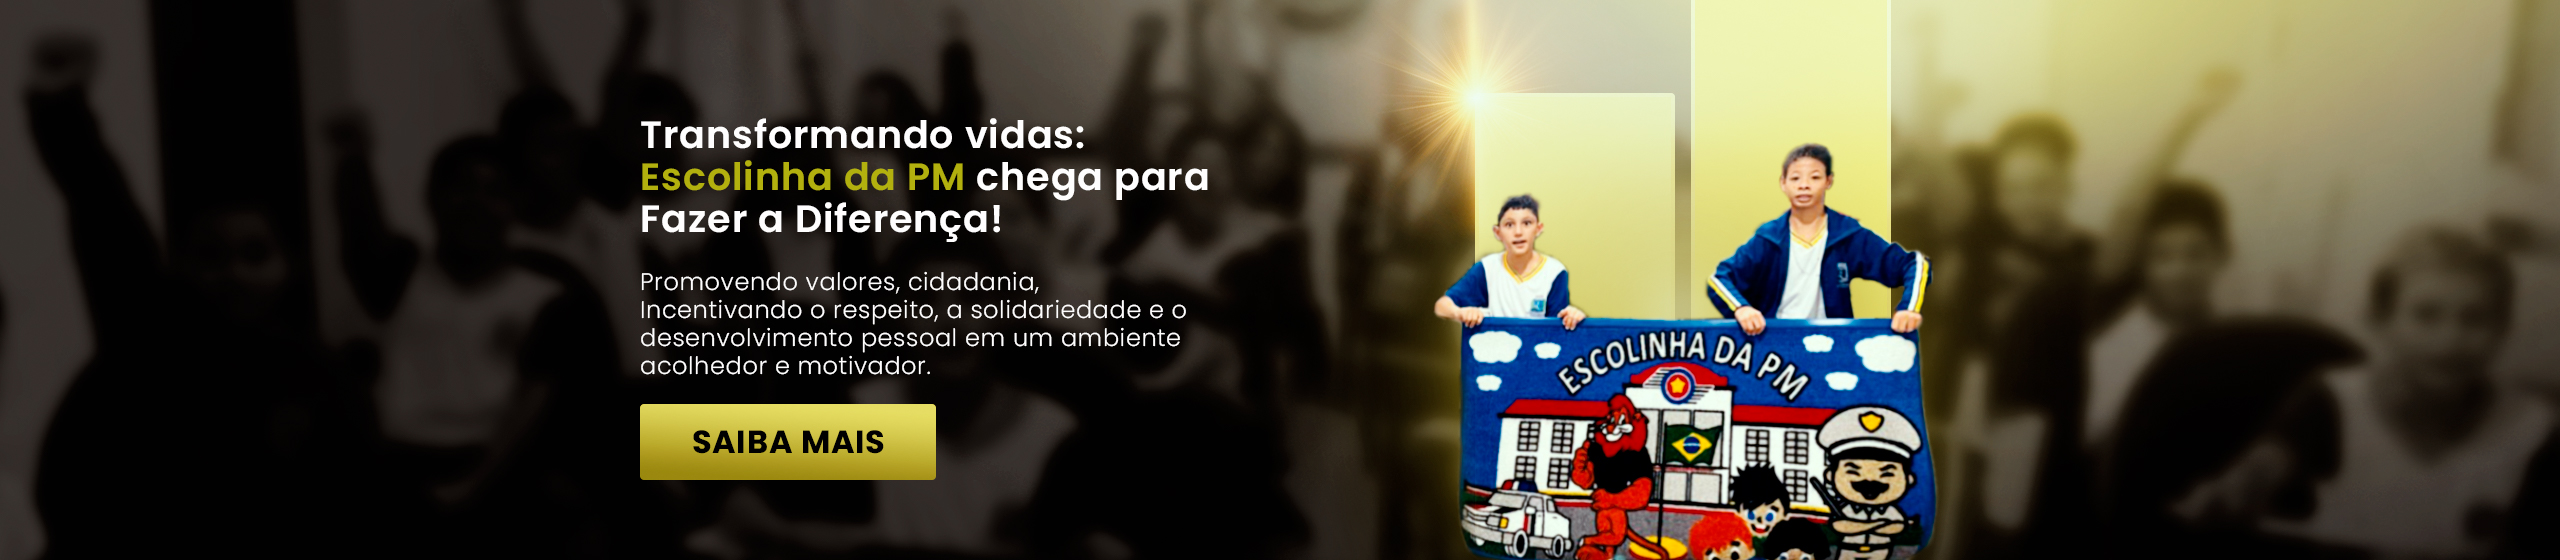 Transformando vidas:
Escolinha da PM chega para
Fazer a Diferença!
Promovendo valores, cidadania,
Incentivando o respeito, a solidariedade e o
desenvolvimento pessoal em um ambiente
acolhedor e motivador.
SAIBA MAIS
ESCOLINHA DA PM